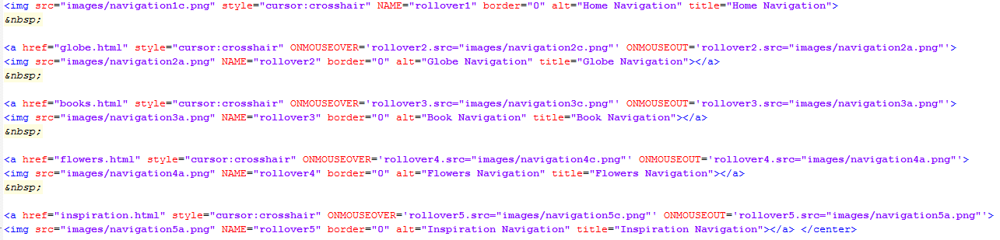 <img src="images/navigation1c.png" style="cursor:crosshair" NAME="rollover1" border="0" alt="Home Navigation" title="Home Navigation">
&nbsp;
<a href="globe.html" style="cursor:crosshair" ONMOUSEOVER='rollover2.src="images/navigation2c.png"' ONMOUSEOUT='rollover2.src="images/navigation2a.png"'>
<img src="images/navigation2a.png" NAME="rollover2" border="0" alt="Globe Navigation" title="Globe Navigation"></a>
&nbsp;
<a href="books.html" style="cursor:crosshair" ONMOUSEOVER='rollover3.src="images/navigation3c.png"' ONMOUSEOUT='rollover3.src="images/navigation3a.png"'>
<img src="images/navigation3a.png" NAME="rollover3" border="0" alt="Book Navigation" title="Book Navigation"></a>
&nbsp;
<a href="flowers.html" style="cursor:crosshair" ONMOUSEOVER='rollover4.src="images/navigation4c.png"' ONMOUSEOUT='rollover4.src="images/navigation4a.png"'>
<img src="images/navigation4a.png" NAME="rollover4" border="0" alt="Flowers Navigation" title="Flowers Navigation"></a>
&nbsp;
<a href="inspiration.html" style="cursor:crosshair" ONMOUSEOVER='rollover5.src="images/navigation5c.png"' ONMOUSEOUT='rollover5.src="images/navigation5a.png"'>
<img src="images/navigation5a.png" NAME="rollover5" border="0" alt="Inspiration Navigation" title="Inspiration Navigation"></a> </center>